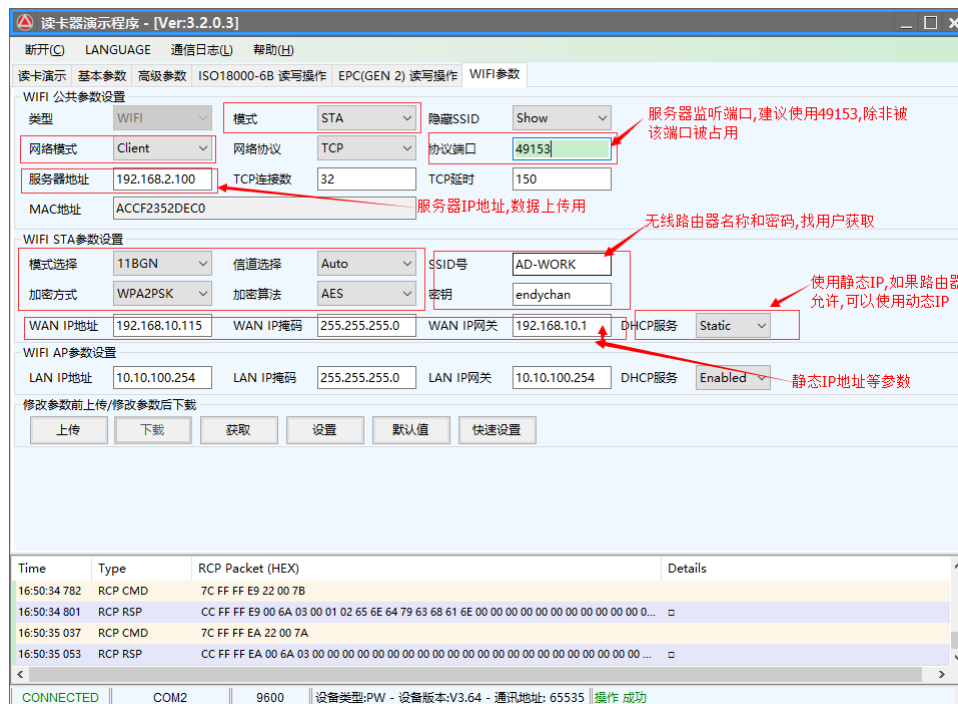 读卡器演示程序 - [Ver:3.2.0.3]
断开(C) LANGUAGE 通信日志(L) 帮助(H)
读卡演示 基本参数 高级参数 ISO18000-6B 读写操作 EPC(GEN 2) 读写操作 WIFI参数
WIFI 公共参数设置
类型 WIFI 模式 STA 隐藏SSID Show
服务器监听端口,建议使用49153,除非被
该端口被占用
网络模式 Client 网络协议 TCP 协议端口 49153
服务器地址 192.168.2.100 TCP连接数 32 TCP延时 150
MAC地址 ACCF2352DEC0
服务器IP地址,数据上传用
无线路由器名称和密码,找用户获取
WIFI STA参数设置
模式选择 11BGN 信道选择 Auto SSID号 AD-WORK
使用静态IP,如果路由器
允许,可以使用动态IP
加密方式 WPA2PSK 加密算法 AES 密钥 endychan
WAN IP地址 192.168.10.115 WAN IP掩码 255.255.255.0 WAN IP网关 192.168.10.1 DHCP服务 Static
WIFI AP参数设置
LAN IP地址 10.10.100.254 LAN IP掩码 255.255.255.0 LAN IP网关 10.10.100.254 DHCP服务 Enabled
静态IP地址等参数
修改参数前上传/修改参数后下载
上传 下载 获取 设置 默认值 快速设置
Time Type RCP Packet (HEX) Details
16:50:34 782 RCP CMD 7C FF FF E9 22 00 7B
16:50:34 801 RCP RSP CC FF FF E9 00 6A 03 00 01 02 65 6E 64 79 63 68 61 6E 00 00 00 00 00 00 00 00 00 00 00 0...
16:50:35 037 RCP CMD 7C FF FF EA 22 00 7A
16:50:35 053 RCP RSP CC FF FF EA 00 6A 03 00 00 00 00 00 00 00 00 00 00 00 00 00 00 00 00 00 00 00 00 00 00 ...
CONNECTED COM2 9600 设备类型:PW - 设备版本:V3.64 - 通讯地址: 65535 操作 成功